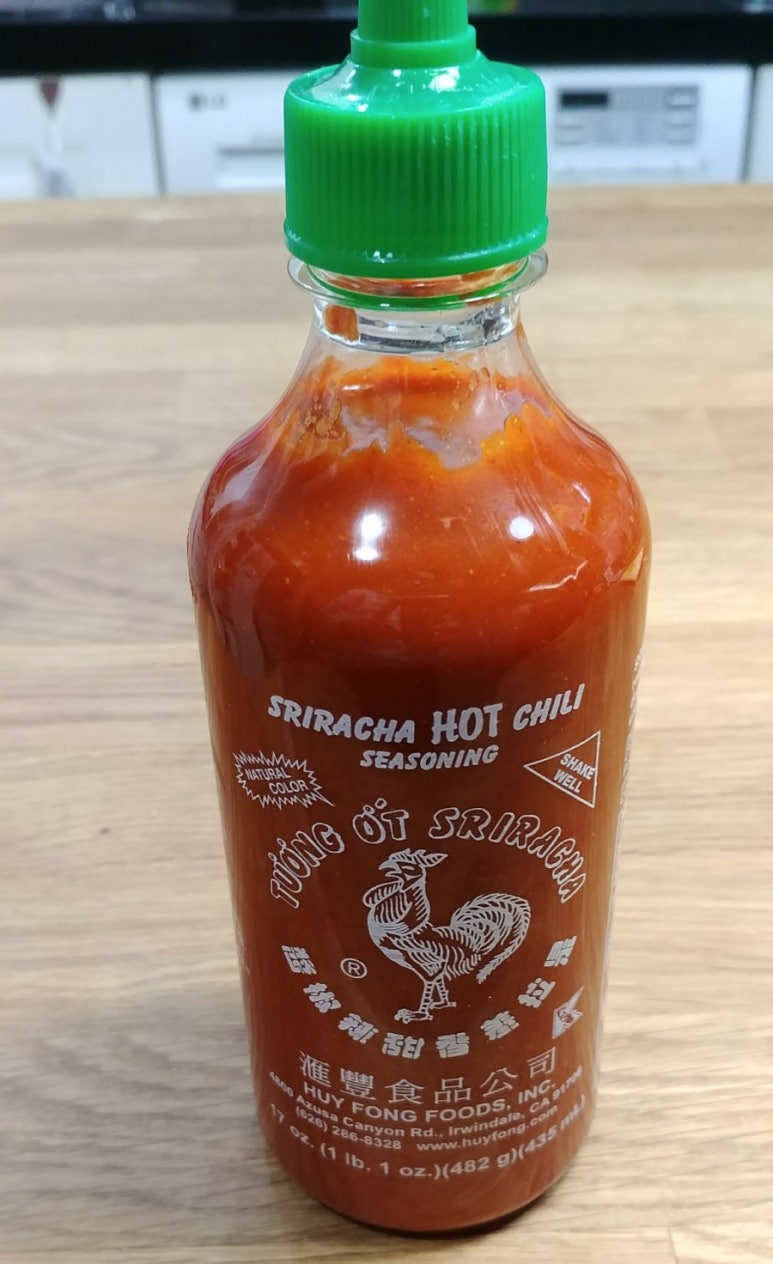 LG
SRIRACHA HOT CHILI
SEASONING
NATURAL
COLOR
SHAKE
WELL
TƯƠNG ỚT SRIRACHA
®
滙豐食品公司
HUY FONG FOODS, INC.
4800 Azusa Canyon Rd., Irwindale, CA 91706
(626) 286-8328 www.huyfong.com
17 oz. (1 lb. 1 oz.)(482 g)(435 mL)